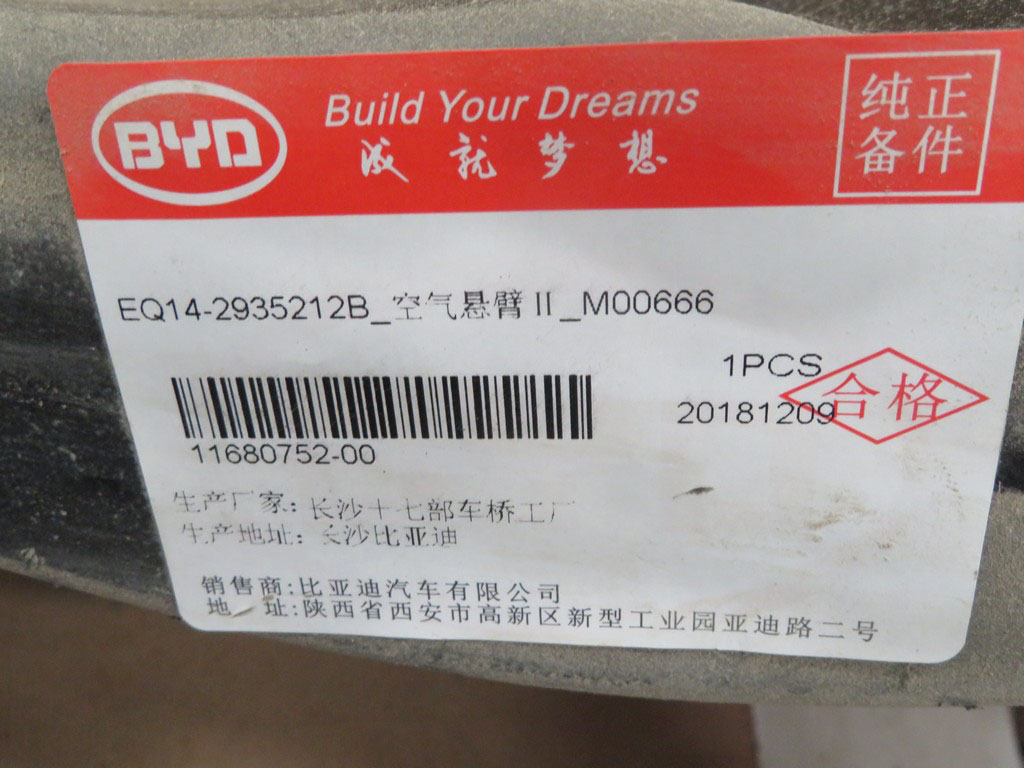 BYD
Build Your Dreams
成就梦想
纯正
备件
EQ14-2935212B_空气悬臂II_M00666
1PCS
20181209
合格
11680752-00
生产厂家:长沙十七部车桥工厂
生产地址:长沙比亚迪
销售商:比亚迪汽车有限公司
地 址:陕西省西安市高新区新型工业园亚迪路二号